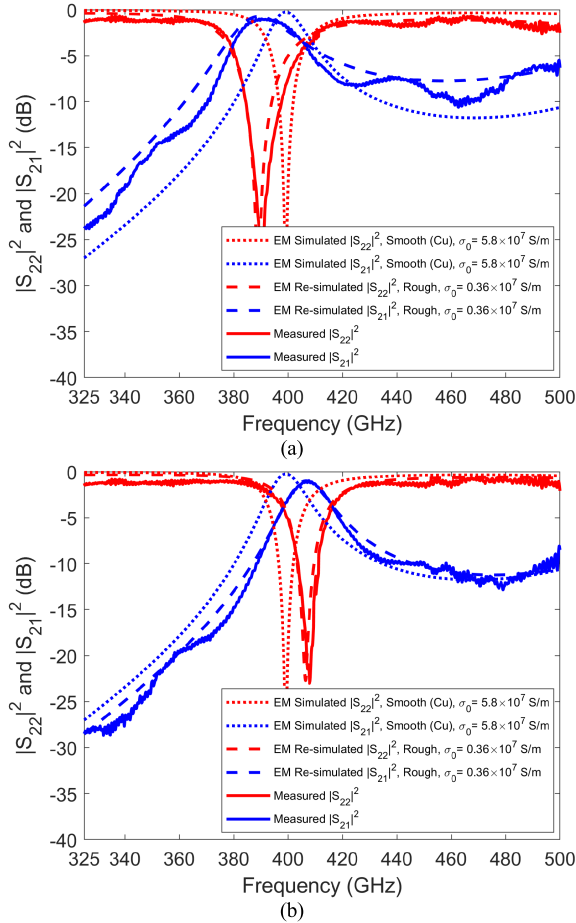 0
-5
-10
-15
-20
-25
-30
-35
-40
|S22|² and |S21|² (dB)
EM Simulated |S22|², Smooth (Cu), σ0= 5.8×10⁷ S/m
EM Simulated |S21|², Smooth (Cu), σ0= 5.8×10⁷ S/m
EM Re-simulated |S22|², Rough, σ0= 0.36×10⁷ S/m
EM Re-simulated |S21|², Rough, σ0= 0.36×10⁷ S/m
Measured |S22|²
Measured |S21|²
325 340 360 380 400 420 440 460 480 500
Frequency (GHz)
(a)
0
-5
-10
-15
-20
-25
-30
-35
-40
|S22|² and |S21|² (dB)
EM Simulated |S22|², Smooth (Cu), σ0= 5.8×10⁷ S/m
EM Simulated |S21|², Smooth (Cu), σ0= 5.8×10⁷ S/m
EM Re-simulated |S22|², Rough, σ0= 0.36×10⁷ S/m
EM Re-simulated |S21|², Rough, σ0= 0.36×10⁷ S/m
Measured |S22|²
Measured |S21|²
325 340 360 380 400 420 440 460 480 500
Frequency (GHz)
(b)